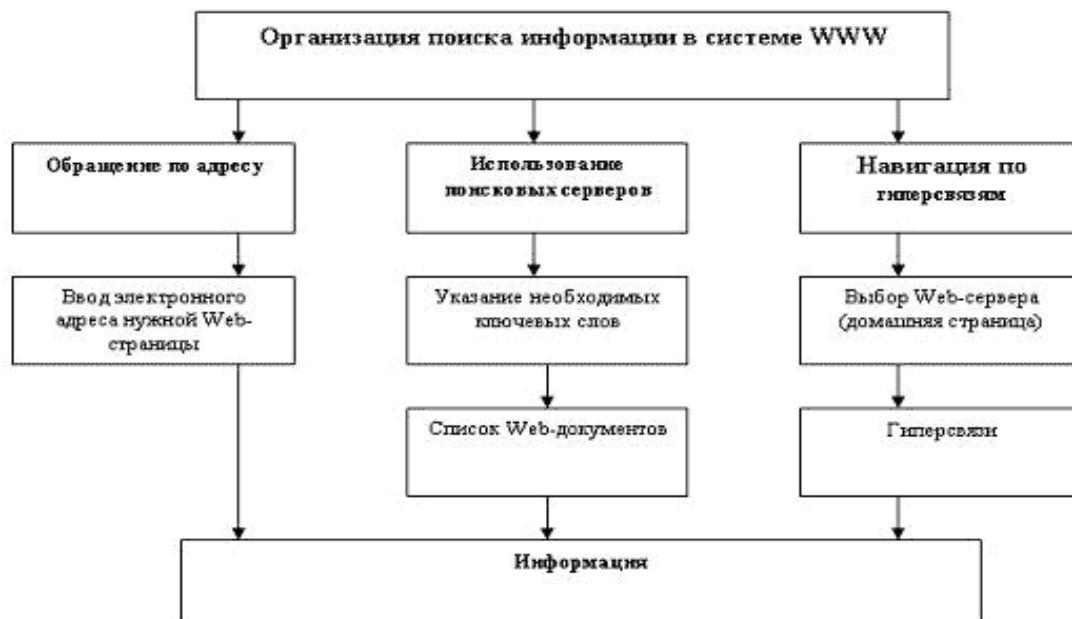 Организация поиска информации в системе WWW
Обращение по адресу
Использование
поисковых серверов
Навигация по
гиперсвязям
Ввод электронного
адреса нужной Web-
страницы
Указание необходимых
ключевых слов
Выбор Web-сервера
(домашняя страница)
Список Web-документов
Гиперсвязи
Информация